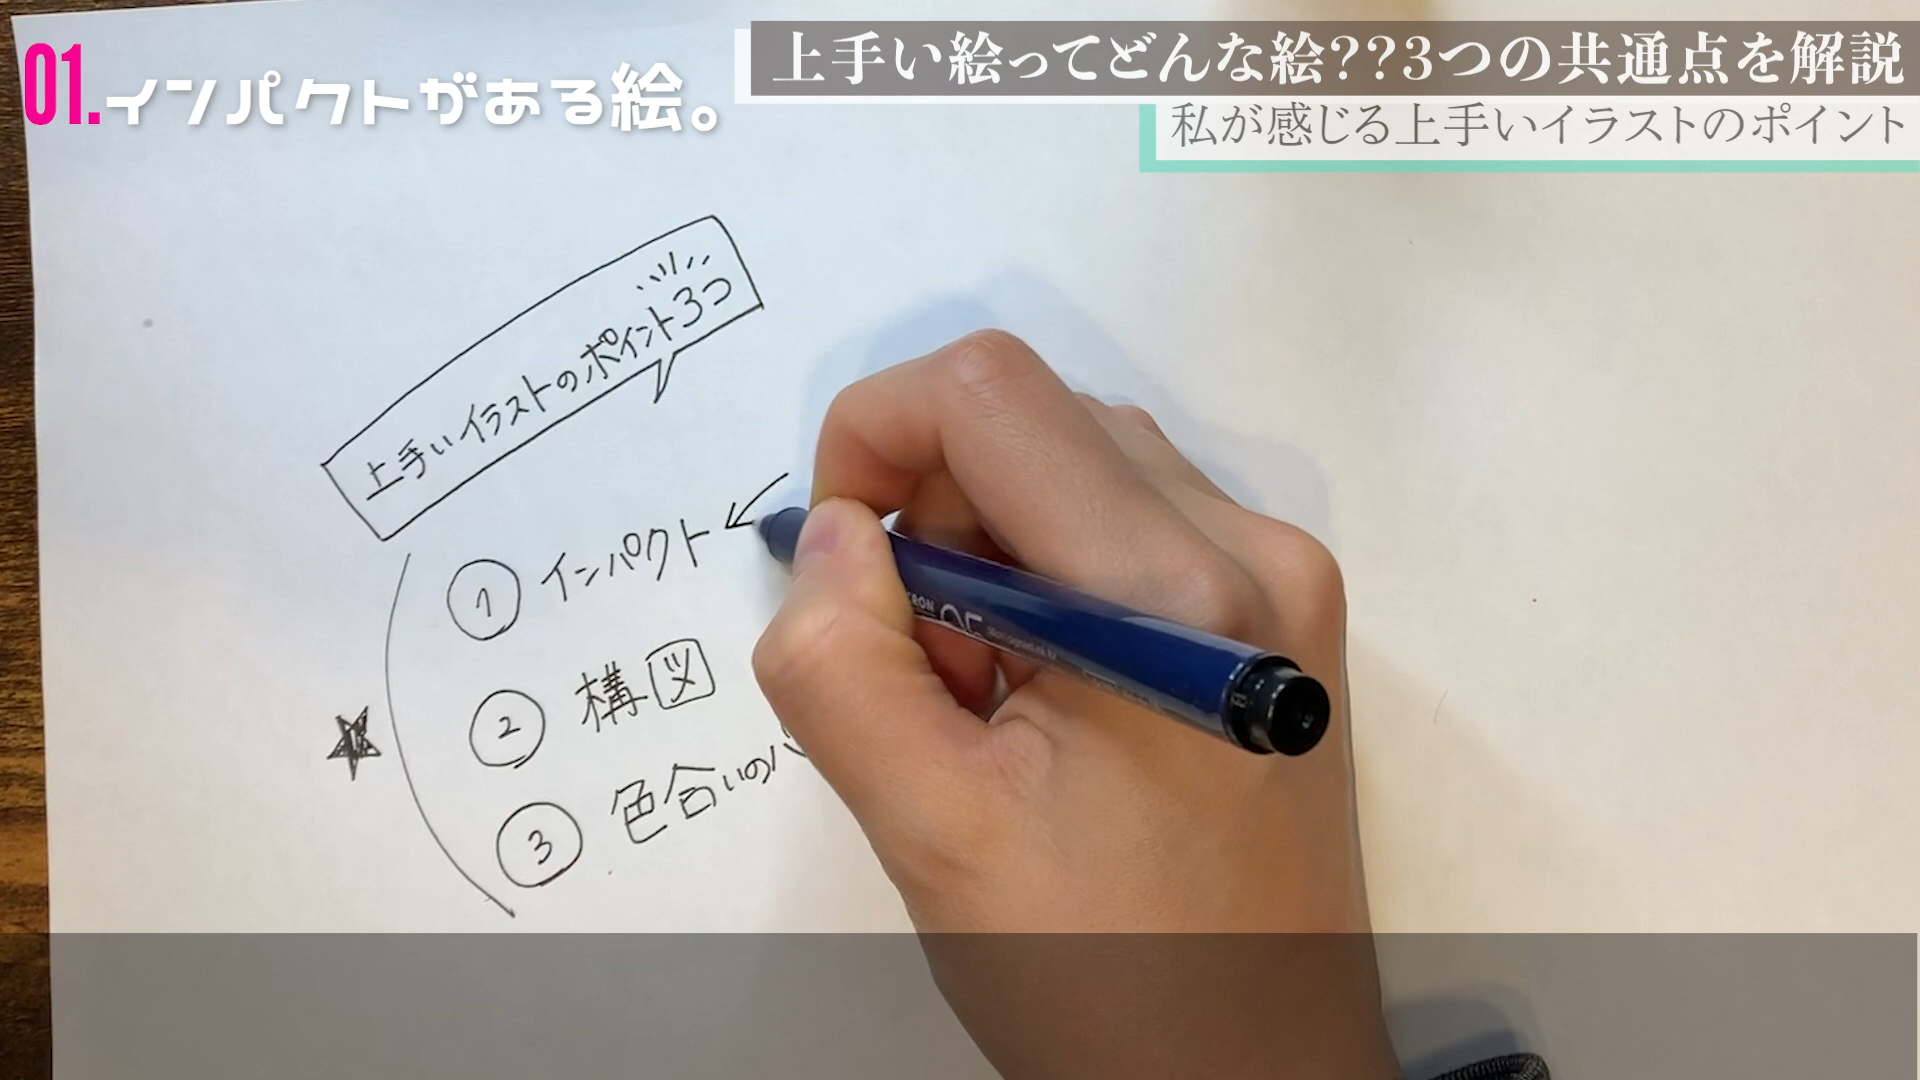 01.インパクトがある絵。
上手い絵ってどんな絵??3つの共通点を解説
私が感じる上手いイラストのポイント
上手いイラストのポイント3つ
① インパクト
② 構図
③ 色合いのバ
05